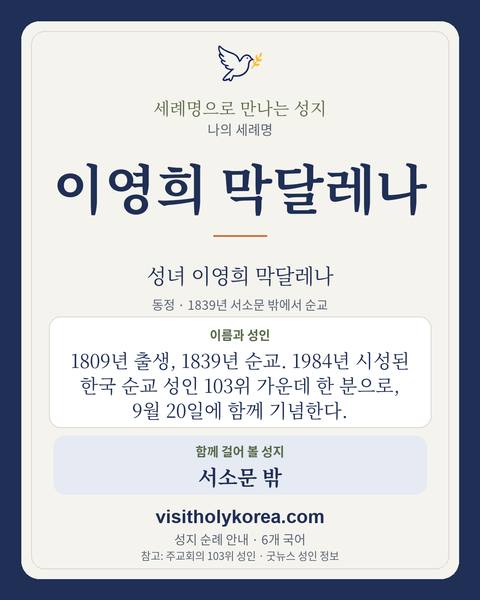 세례명으로 만나는 성지
나의 세례명
이영희 막달레나
성녀 이영희 막달레나
동정 · 1839년 서소문 밖에서 순교
이름과 성인
1809년 출생, 1839년 순교. 1984년 시성된
한국 순교 성인 103위 가운데 한 분으로,
9월 20일에 함께 기념한다.
함께 걸어 볼 성지
서소문 밖
visitholykorea.com
성지 순례 안내 · 6개 국어
참고: 주교회의 103위 성인 · 굿뉴스 성인 정보